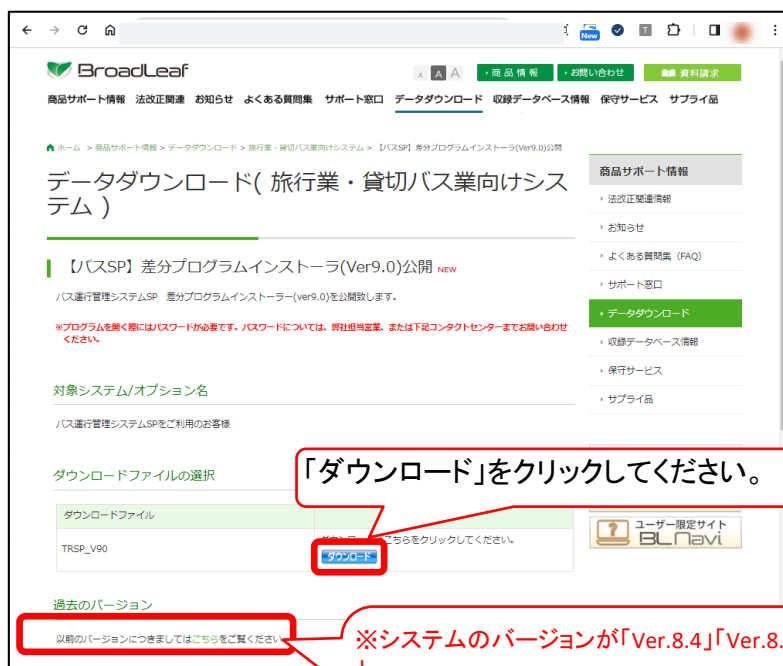 New
BroadLeaf
A A A
商品情報
お問い合わせ
資料請求
商品サポート情報 法改正関連 お知らせ よくある質問集 サポート窓口 データダウンロード 収録データベース情報 保守サービス サプライ品
ホーム > 商品サポート情報 > データダウンロード > 旅行業・貸切バス業向けシステム > 【バスSP】差分プログラムインストーラ(Ver9.0)公開
データダウンロード( 旅行業・貸切バス業向けシス
テム )
【バスSP】差分プログラムインストーラ(Ver9.0)公開 NEW
バス運行管理システムSP 差分プログラムインストーラー(ver9.0)を公開致します。
※プログラムを開く際にはパスワードが必要です。パスワードについては、弊社担当営業、または下記コンタクトセンターまでお問い合わせ
ください。
対象システム/オプション名
バス運行管理システムSPをご利用のお客様
ダウンロードファイルの選択
「ダウンロード」をクリックしてください。
ダウンロードファイル
TRSP_V90
こちらをクリックしてください。
ダウンロード
過去のバージョン
以前のバージョンにつきましてはこちらをご覧ください
※システムのバージョンが「Ver.8.4」「Ver.8.
商品サポート情報
法改正関連情報
お知らせ
よくある質問集（FAQ）
サポート窓口
データダウンロード
収録データベース情報
保守サービス
サプライ品
ユーザー限定サイト
BLNavi